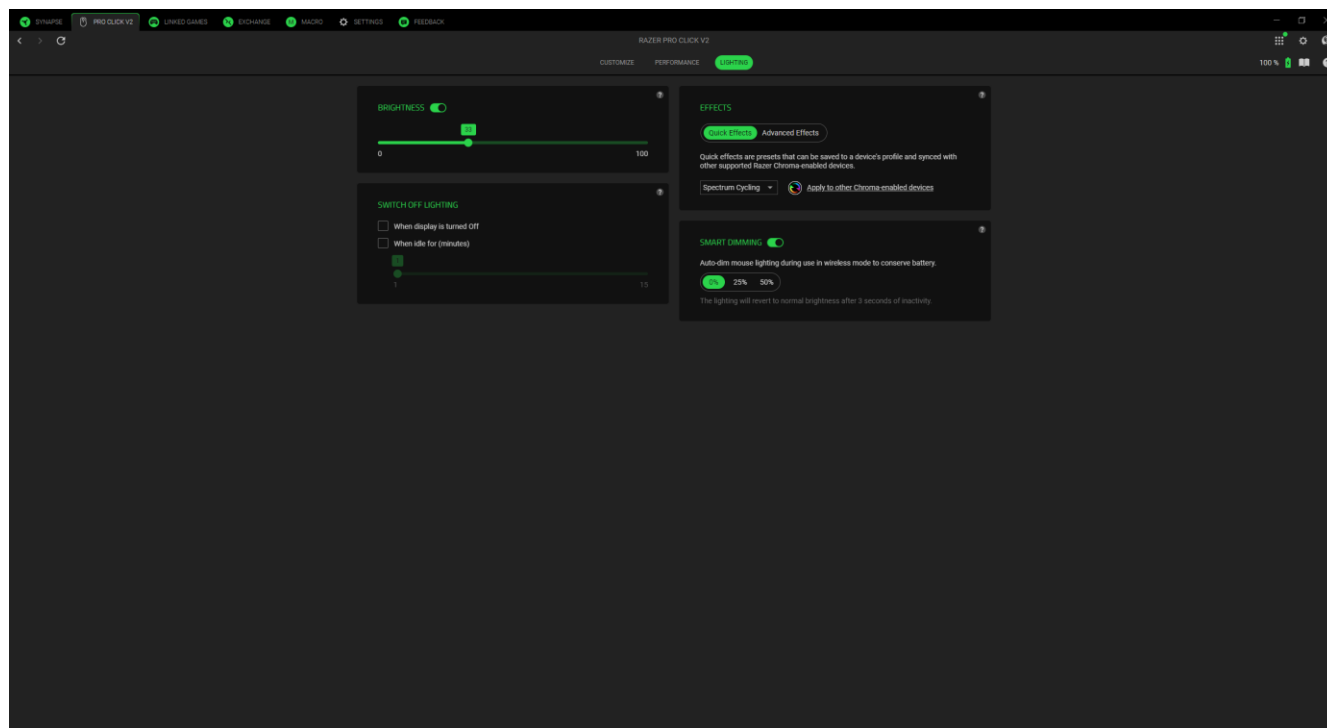 SYNAPSE PRO CLICK V2 LINKED GAMES EXCHANGE MACRO SETTINGS FEEDBACK
RAZER PRO CLICK V2
CUSTOMIZE PERFORMANCE LIGHTING
100 %
BRIGHTNESS
33
0 100
SWITCH OFF LIGHTING
When display is turned Off
When idle for (minutes)
1
1 15
EFFECTS
Quick Effects Advanced Effects
Quick effects are presets that can be saved to a device's profile and synced with
other supported Razer Chroma-enabled devices.
Spectrum Cycling Apply to other Chroma-enabled devices
SMART DIMMING
Auto-dim mouse lighting during use in wireless mode to conserve battery.
0% 25% 50%
The lighting will revert to normal brightness after 3 seconds of inactivity.